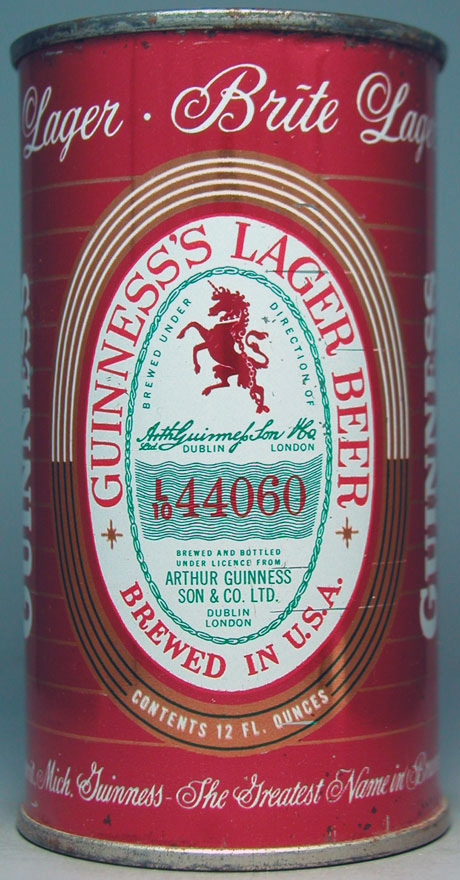 Lager · Brite Lager
GUINNESS'S LAGER BEER
BREWED UNDER DIRECTION OF
Arth Guinness Son & Co
Ltd. DUBLIN LONDON
L/10 44060
BREWED AND BOTTLED
UNDER LICENCE FROM
ARTHUR GUINNESS
SON & CO. LTD.
DUBLIN
LONDON
BREWED IN U.S.A.
CONTENTS 12 FL. OUNCES
GUINNESS
GUINNESS
Mich. Guinness - The Greatest Name in